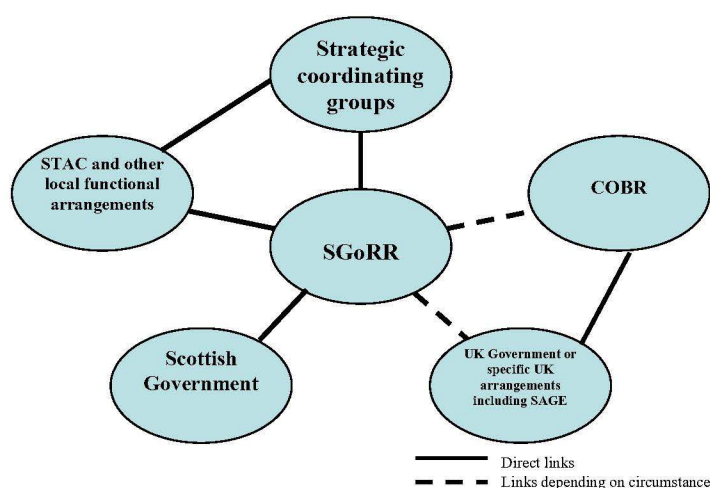 Strategic
coordinating
groups
STAC and other
local functional
arrangements
COBR
SGoRR
Scottish
Government
UK Government or
specific UK
arrangements
including SAGE
Direct links
Links depending on circumstance